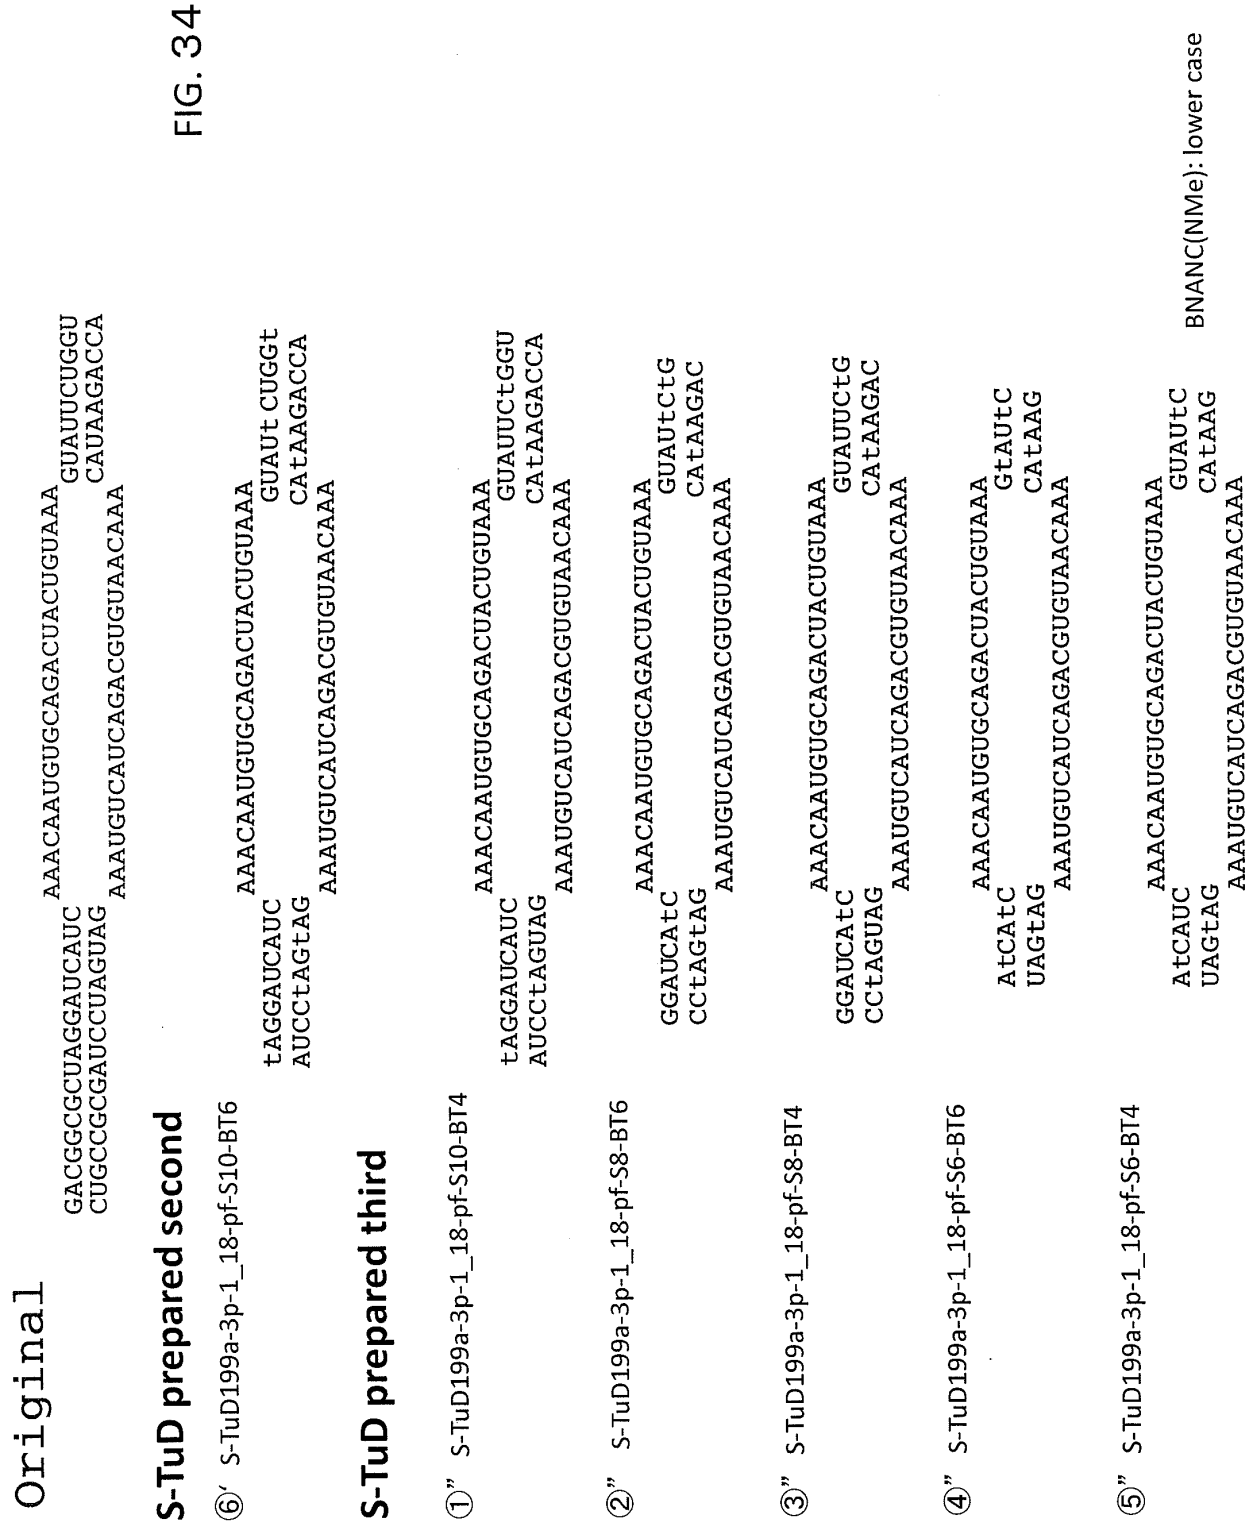 FIG. 34
Original
AAACAAUGUGCAGACUACUGUAAA
GACGGCGCUAGGAUCAUC GUAUUCUGGU
CUGCCGCGAUCCUAGUAG CAUAAGACCA
AAAUGUCAUCAGACGUGUAACAAA
S-TuD prepared second
⑥’ S-TuD199a-3p-1_18-pf-S10-BT6
AAACAAUGUGCAGACUACUGUAAA
tAGGAUCAUC GUAUt CUGGt
AUCCtAGtAG CAtAAGACCA
AAAUGUCAUCAGACGUGUAACAAA
S-TuD prepared third
①” S-TuD199a-3p-1_18-pf-S10-BT4
AAACAAUGUGCAGACUACUGUAAA
tAGGAUCAUC GUAUUCtGGU
AUCCtAGUAG CAtAAGACCA
AAAUGUCAUCAGACGUGUAACAAA
②” S-TuD199a-3p-1_18-pf-S8-BT6
AAACAAUGUGCAGACUACUGUAAA
GGAUCAtC GUAUtCtG
CCtAGtAG CAtAAGAC
AAAUGUCAUCAGACGUGUAACAAA
③” S-TuD199a-3p-1_18-pf-S8-BT4
AAACAAUGUGCAGACUACUGUAAA
GGAUCAtC GUAUUCtG
CCtAGUAG CAtAAGAC
AAAUGUCAUCAGACGUGUAACAAA
④” S-TuD199a-3p-1_18-pf-S6-BT6
AAACAAUGUGCAGACUACUGUAAA
AtCAtC GtAUtC
UAGtAG CAtAAG
AAAUGUCAUCAGACGUGUAACAAA
⑤” S-TuD199a-3p-1_18-pf-S6-BT4
AAACAAUGUGCAGACUACUGUAAA
AtCAUC GUAUtC
UAGtAG CAtAAG
AAAUGUCAUCAGACGUGUAACAAA
BNANC(NMe): lower case